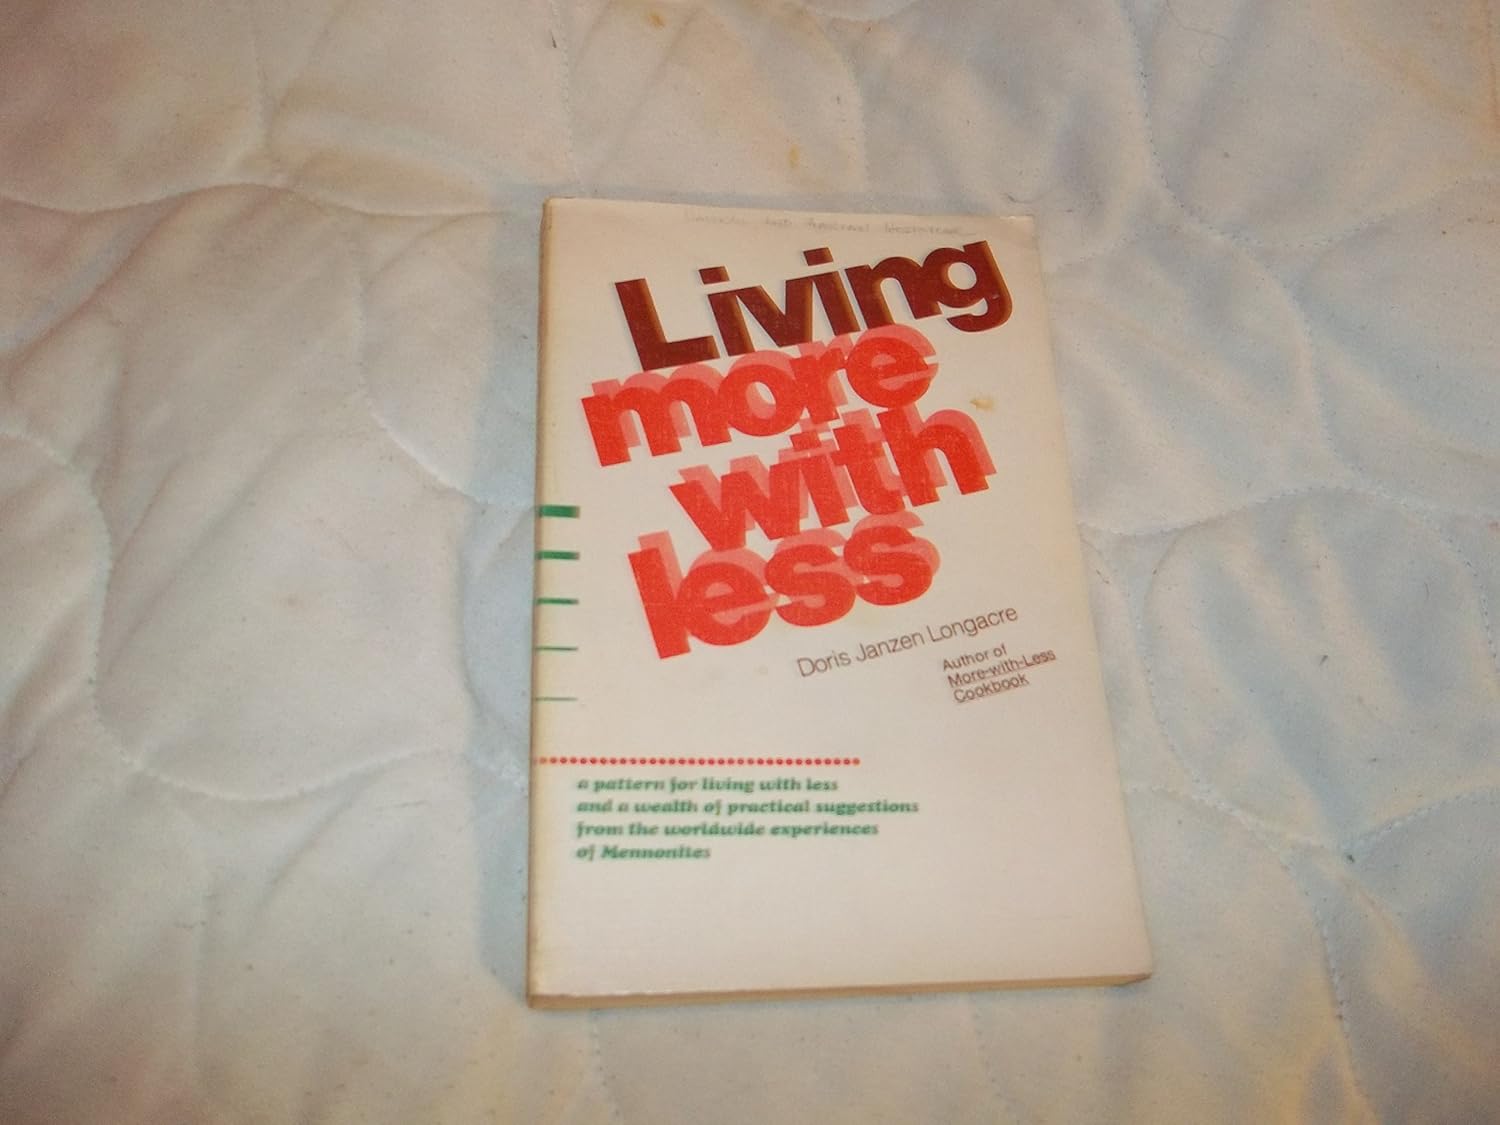 AND
Living
more
with
less
Doris Janzen Longacre
Author of
More-with-Less
Cookbook
a pattern for living with less
and a wealth of practical suggestions
from the worldwide experiences
of Mennonites